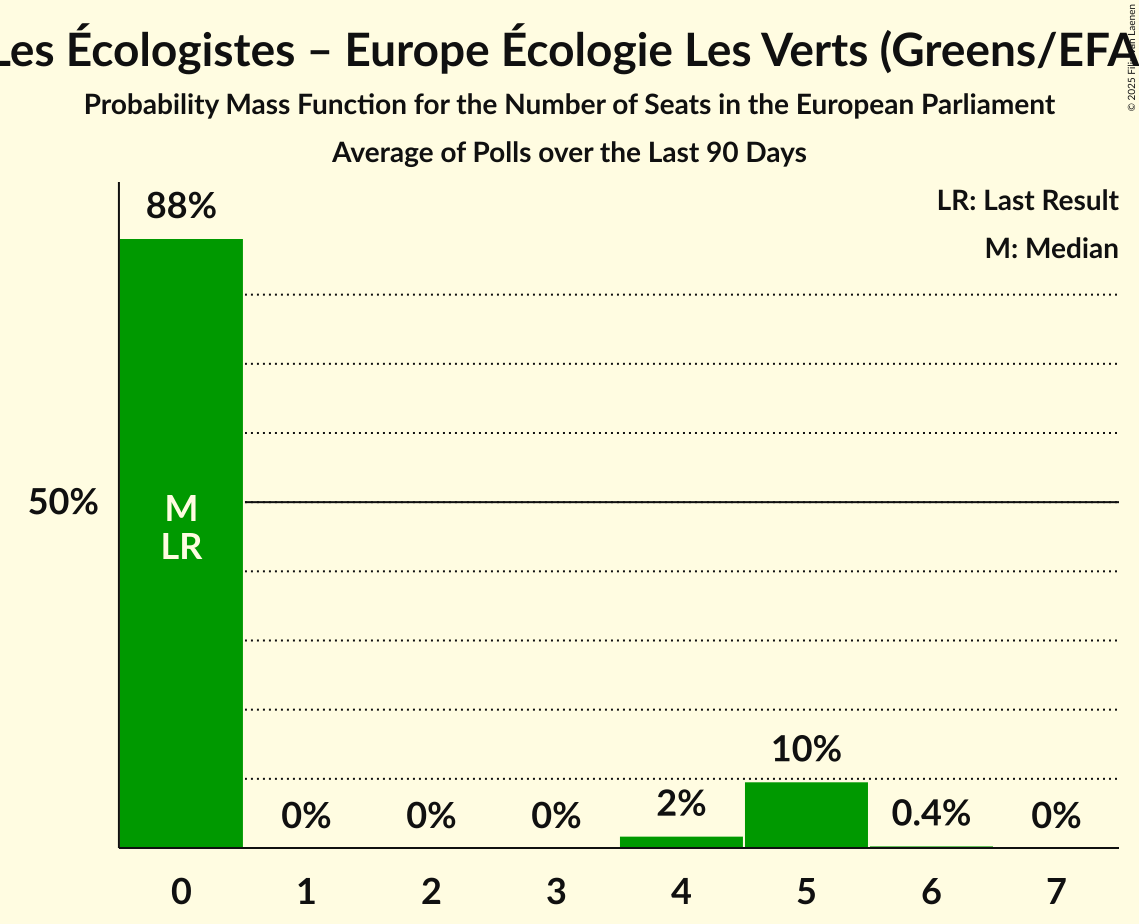 Les Écologistes – Europe Écologie Les Verts (Greens/EFA
Probability Mass Function for the Number of Seats in the European Parliament
Average of Polls over the Last 90 Days
© 2025 Filip van Laenen
LR: Last Result
M: Median
88%
50%
M
LR
0%
0%
0%
2%
10%
0.4%
0%
0
1
2
3
4
5
6
7